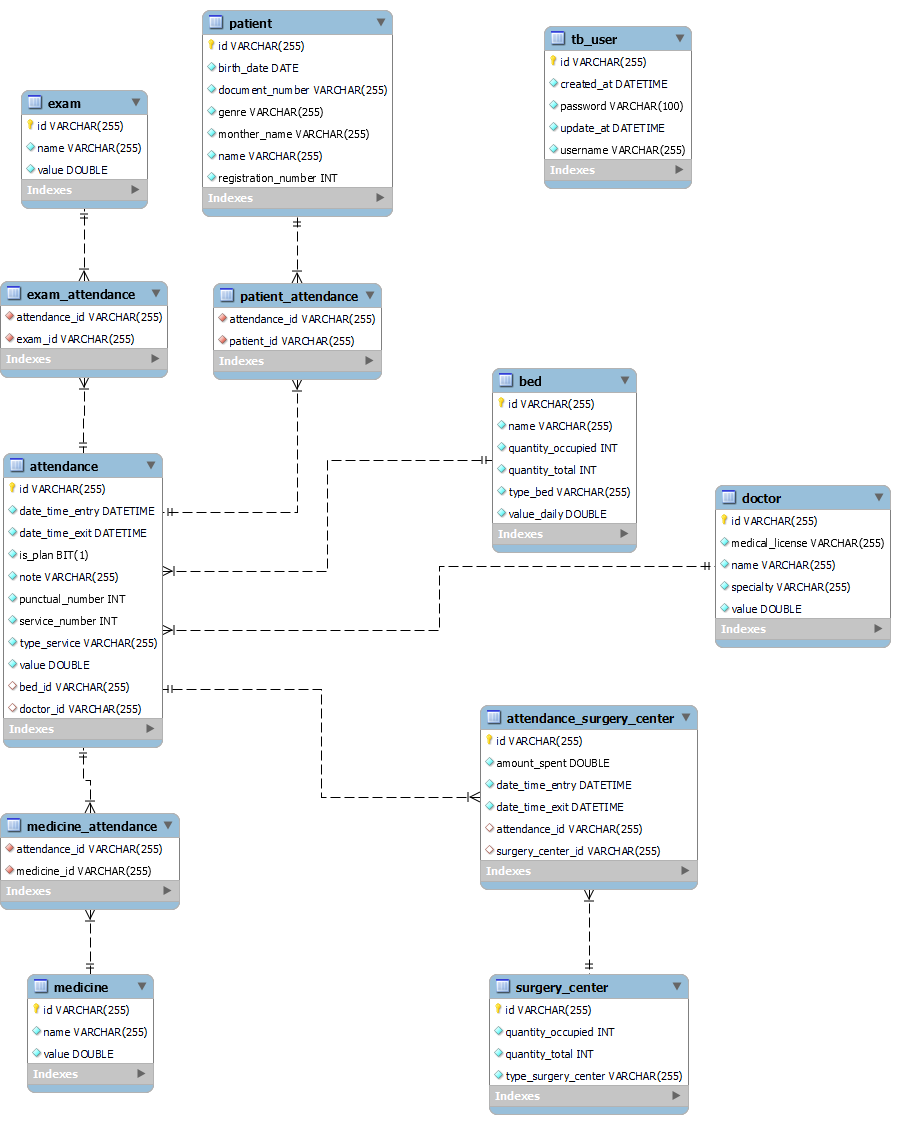 patient
id VARCHAR(255)
birth_date DATE
document_number VARCHAR(255)
genre VARCHAR(255)
monther_name VARCHAR(255)
name VARCHAR(255)
registration_number INT
Indexes
tb_user
id VARCHAR(255)
created_at DATETIME
password VARCHAR(100)
update_at DATETIME
username VARCHAR(255)
Indexes
exam
id VARCHAR(255)
name VARCHAR(255)
value DOUBLE
Indexes
exam_attendance
attendance_id VARCHAR(255)
exam_id VARCHAR(255)
Indexes
patient_attendance
attendance_id VARCHAR(255)
patient_id VARCHAR(255)
Indexes
bed
id VARCHAR(255)
name VARCHAR(255)
quantity_occupied INT
quantity_total INT
type_bed VARCHAR(255)
value_daily DOUBLE
Indexes
attendance
id VARCHAR(255)
date_time_entry DATETIME
date_time_exit DATETIME
is_plan BIT(1)
note VARCHAR(255)
punctual_number INT
service_number INT
type_service VARCHAR(255)
value DOUBLE
bed_id VARCHAR(255)
doctor_id VARCHAR(255)
Indexes
doctor
id VARCHAR(255)
medical_license VARCHAR(255)
name VARCHAR(255)
specialty VARCHAR(255)
value DOUBLE
Indexes
attendance_surgery_center
id VARCHAR(255)
amount_spent DOUBLE
date_time_entry DATETIME
date_time_exit DATETIME
attendance_id VARCHAR(255)
surgery_center_id VARCHAR(255)
Indexes
medicine_attendance
attendance_id VARCHAR(255)
medicine_id VARCHAR(255)
Indexes
medicine
id VARCHAR(255)
name VARCHAR(255)
value DOUBLE
Indexes
surgery_center
id VARCHAR(255)
quantity_occupied INT
quantity_total INT
type_surgery_center VARCHAR(255)
Indexes